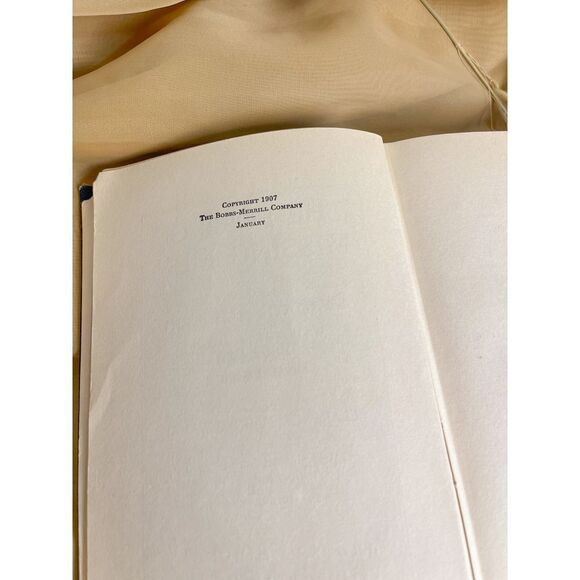 Copyright 1907
The Bobbs-Merrill Company
January